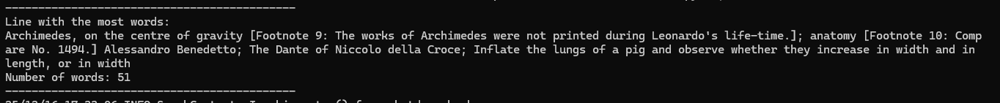 --------------------------------------------
Line with the most words:
Archimedes, on the centre of gravity [Footnote 9: The works of Archimedes were not printed during Leonardo's life-time.]; anatomy [Footnote 10: Comp
are No. 1494.] Alessandro Benedetto; The Dante of Niccolo della Croce; Inflate the lungs of a pig and observe whether they increase in width and in
length, or in width
Number of words: 51
--------------------------------------------